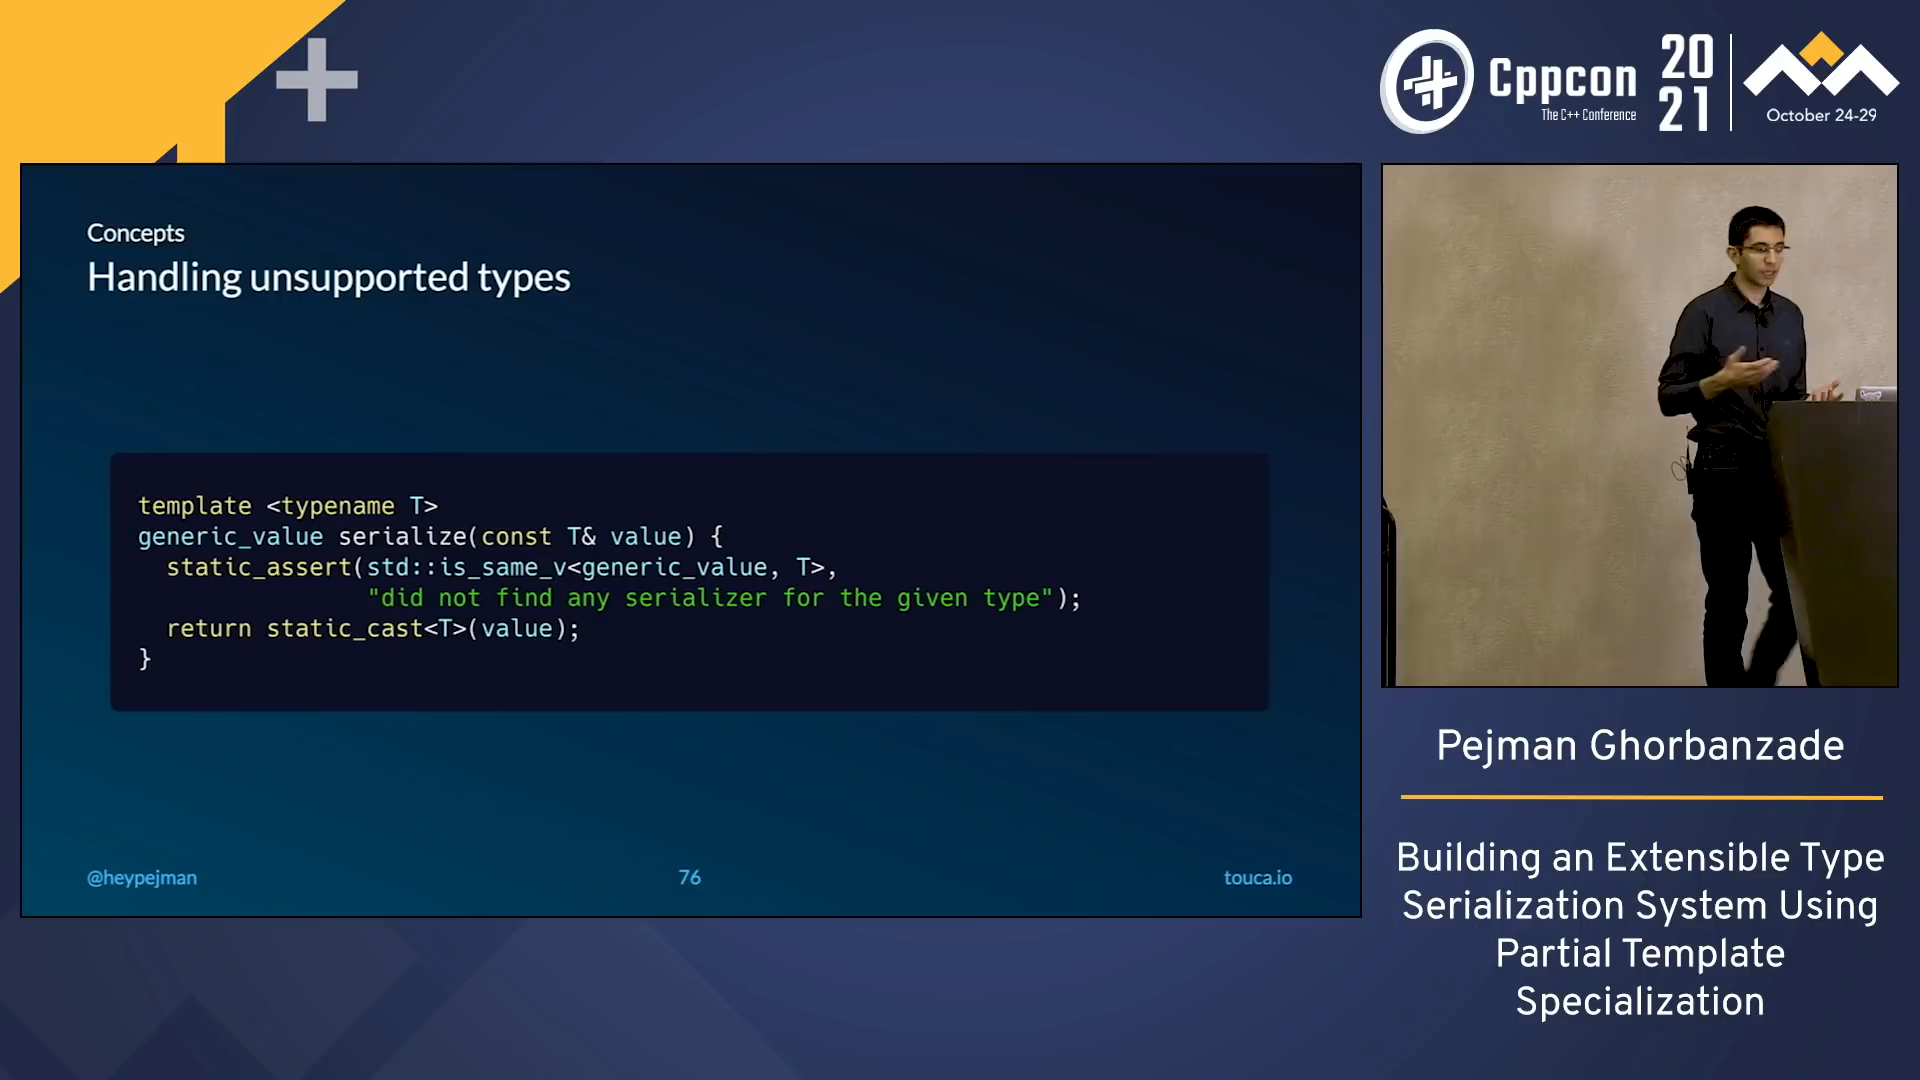 Cppcon
The C++ Conference
20
21
October 24-29
Concepts
Handling unsupported types
template <typename T>
generic_value serialize(const T& value) {
  static_assert(std::is_same_v<generic_value, T>,
                "did not find any serializer for the given type");
  return static_cast<T>(value);
}
@heypejman
76
touca.io
Pejman Ghorbanzade
Building an Extensible Type
Serialization System Using
Partial Template
Specialization